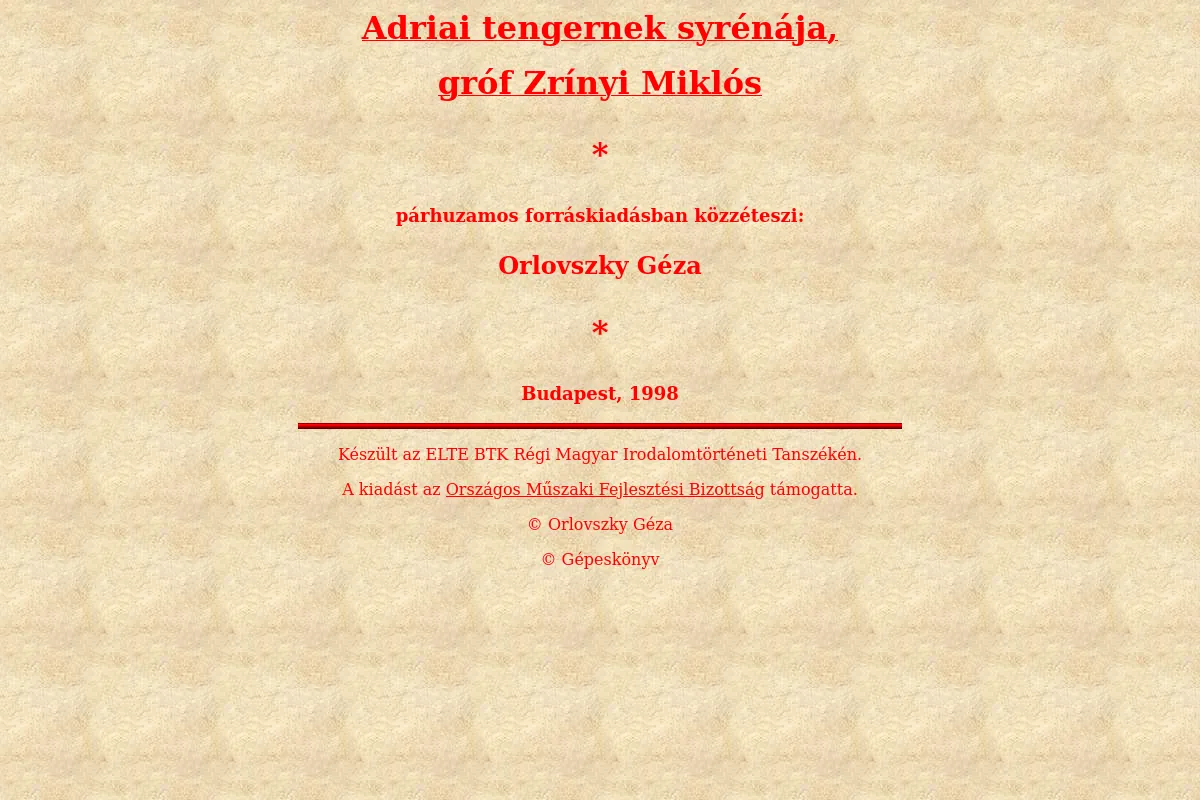 Adriai tengernek syrénája,
gróf Zrínyi Miklós
*
párhuzamos forráskiadásban közzéteszi:
Orlovszky Géza
*
Budapest, 1998
Készült az ELTE BTK Régi Magyar Irodalomtörténeti Tanszékén.
A kiadást az Országos Műszaki Fejlesztési Bizottság támogatta.
© Orlovszky Géza
© Gépeskönyv